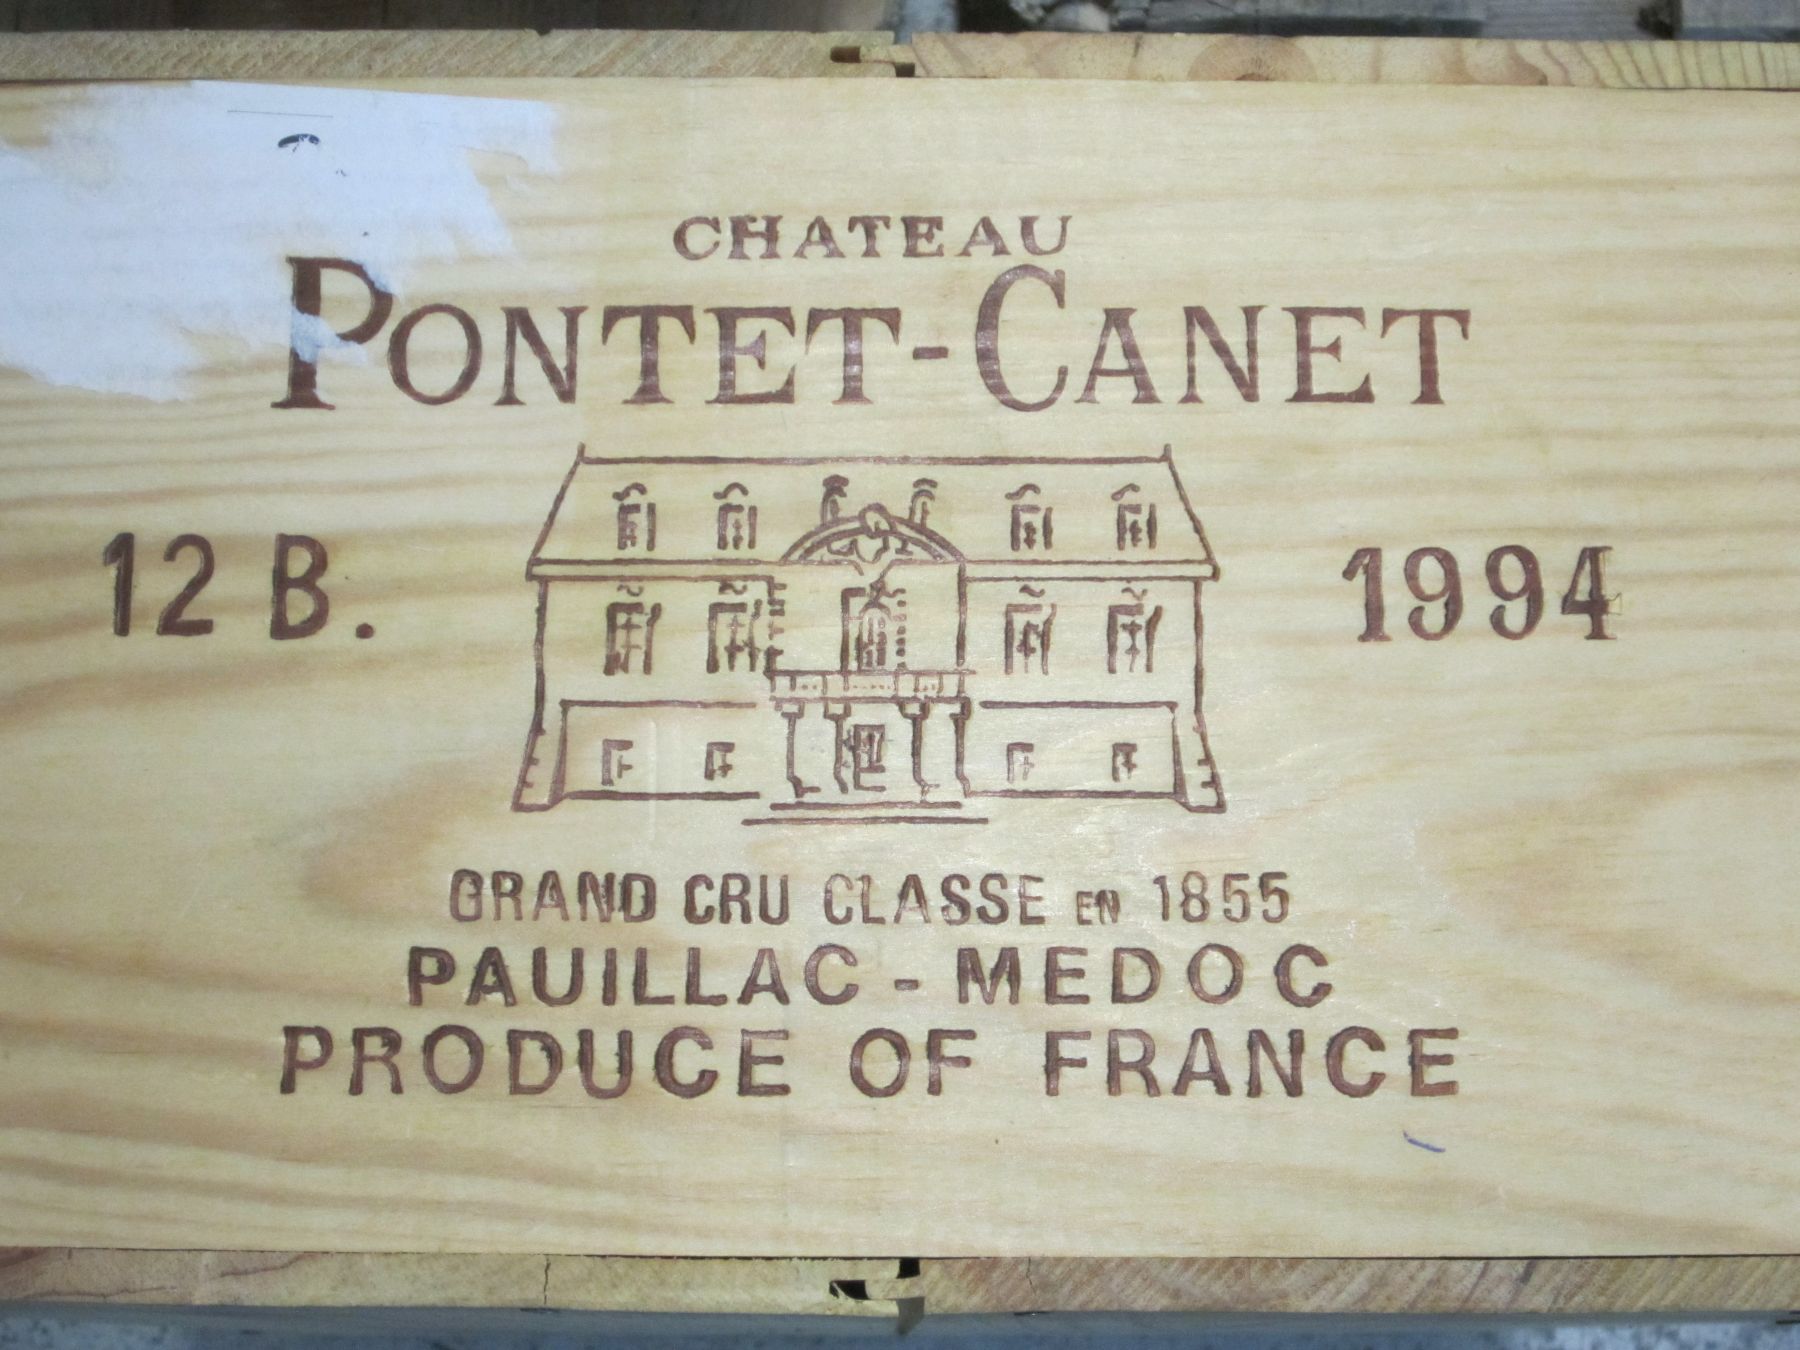 CHATEAU
PONTET-CANET
12 B.
1994
GRAND CRU CLASSE EN 1855
PAUILLAC - MEDOC
PRODUCE OF FRANCE